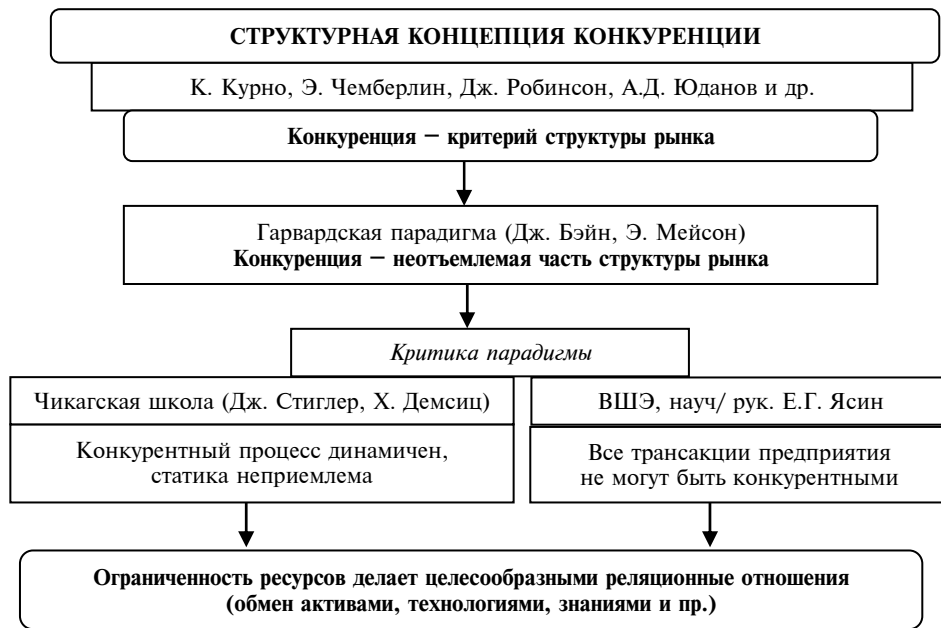 СТРУКТУРНАЯ КОНЦЕПЦИЯ КОНКУРЕНЦИИ
К. Курно, Э. Чемберлин, Дж. Робинсон, А.Д. Юданов и др.
Конкуренция – критерий структуры рынка
Гарвардская парадигма (Дж. Бэйн, Э. Мейсон)
Конкуренция – неотъемлемая часть структуры рынка
Критика парадигмы
Чикагская школа (Дж. Стиглер, Х. Демсиц)
Конкурентный процесс динамичен,
статика неприемлема
ВШЭ, науч/ рук. Е.Г. Ясин
Все трансакции предприятия
не могут быть конкурентными
Ограниченность ресурсов делает целесообразными реляционные отношения
(обмен активами, технологиями, знаниями и пр.)